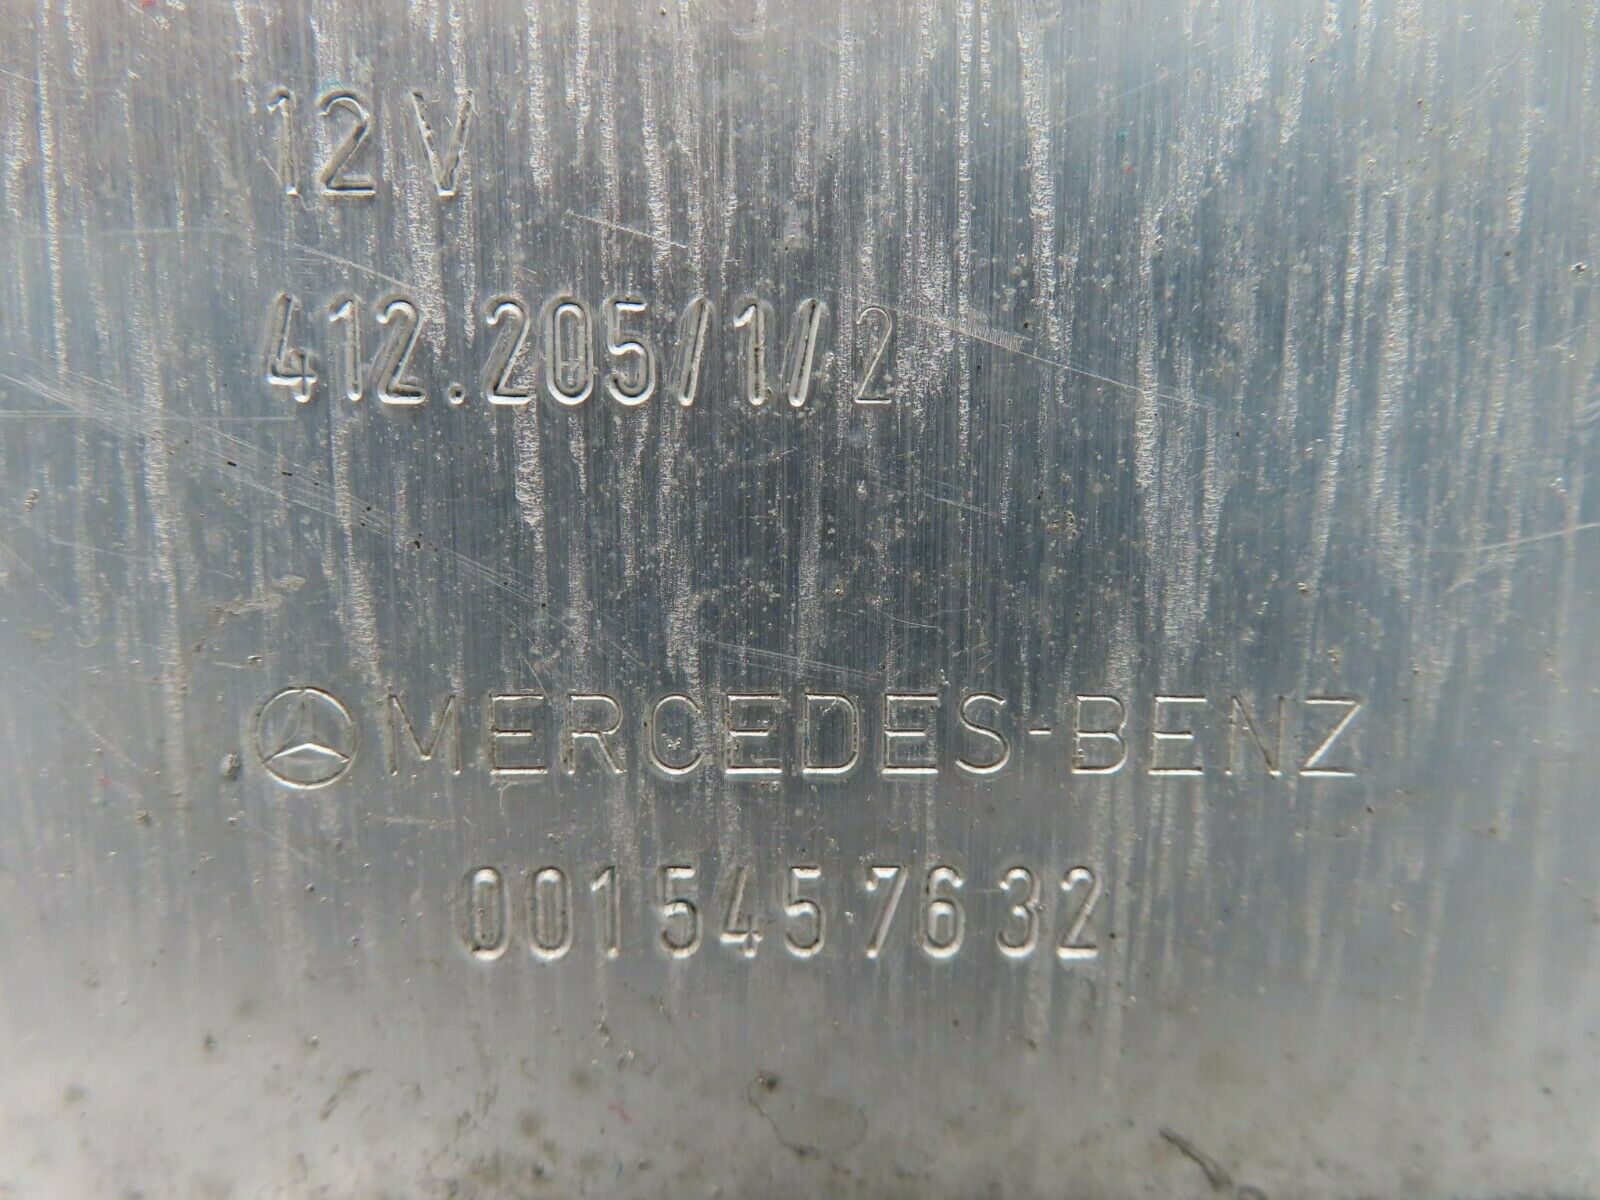 12 V
412.205/1/2
MERCEDES-BENZ
001 545 76 32